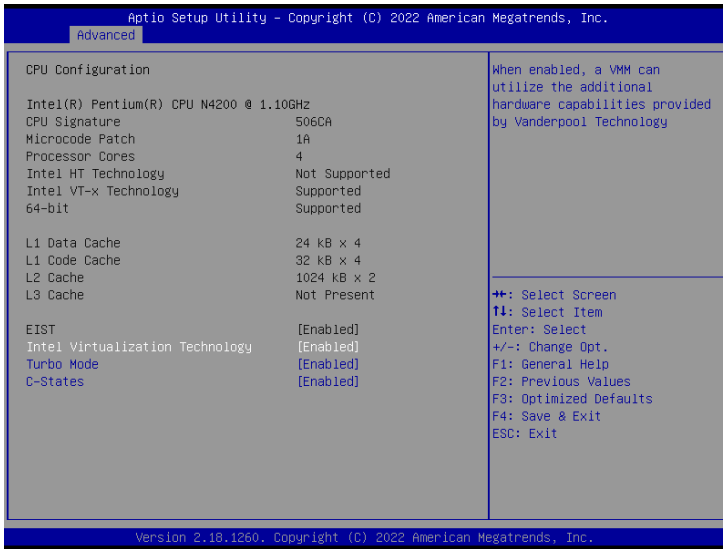 Aptio Setup Utility – Copyright (C) 2022 American Megatrends, Inc.
Advanced
CPU Configuration
Intel(R) Pentium(R) CPU N4200 @ 1.10GHz
CPU Signature 506CA
Microcode Patch 1A
Processor Cores 4
Intel HT Technology Not Supported
Intel VT-x Technology Supported
64-bit Supported
L1 Data Cache 24 kB x 4
L1 Code Cache 32 kB x 4
L2 Cache 1024 kB x 2
L3 Cache Not Present
EIST [Enabled]
Intel Virtualization Technology [Enabled]
Turbo Mode [Enabled]
C-States [Enabled]
When enabled, a VMM can
utilize the additional
hardware capabilities provided
by Vanderpool Technology
→←: Select Screen
↑↓: Select Item
Enter: Select
+/-: Change Opt.
F1: General Help
F2: Previous Values
F3: Optimized Defaults
F4: Save & Exit
ESC: Exit
Version 2.18.1260. Copyright (C) 2022 American Megatrends, Inc.